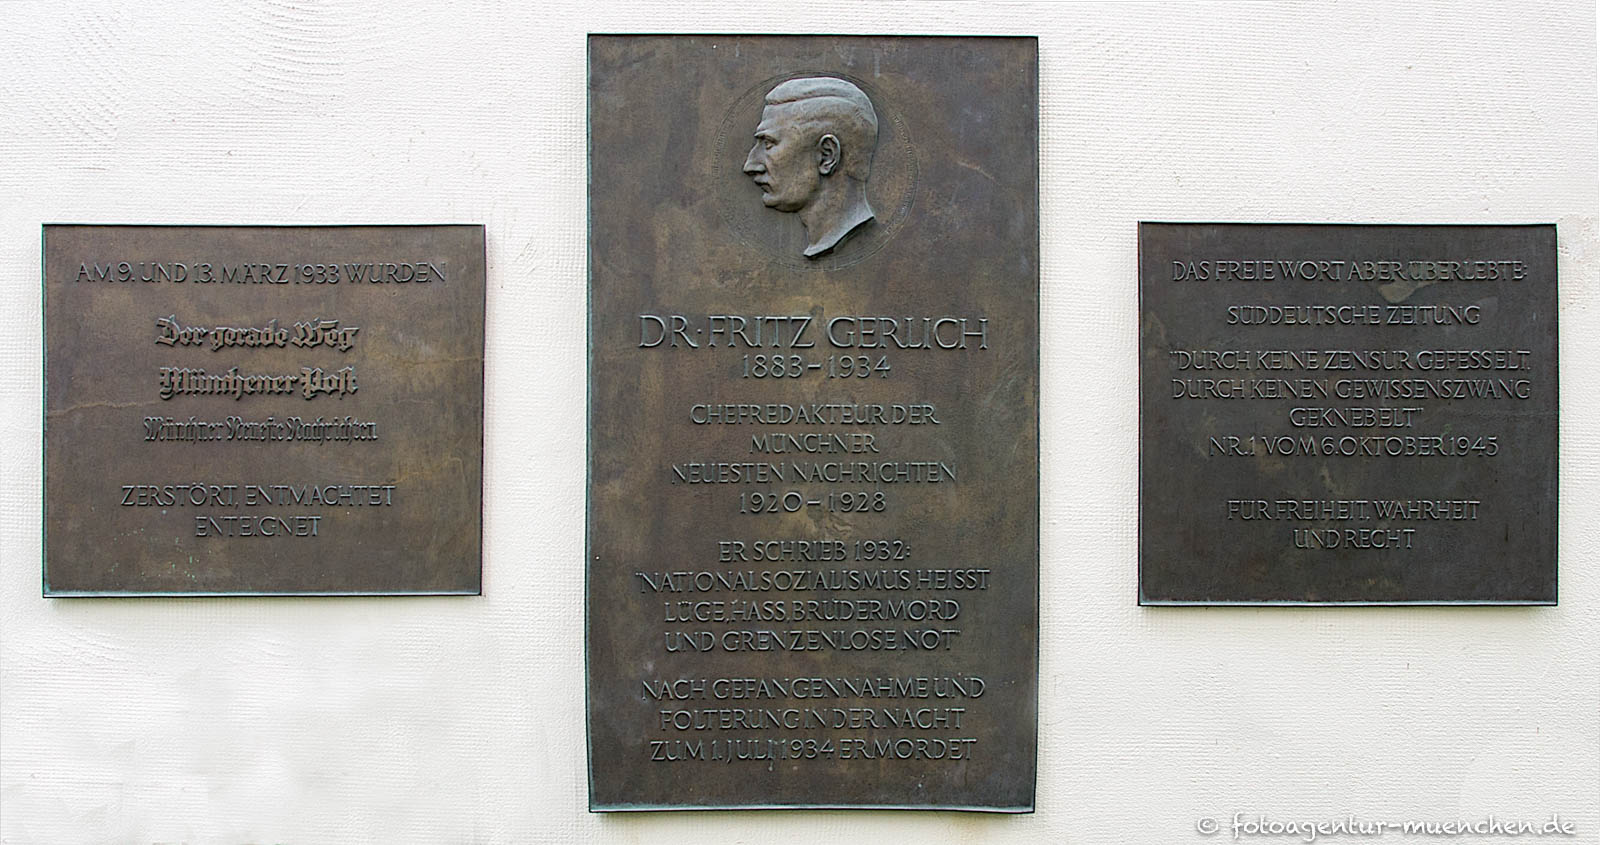 AM 9. UND 13. MÄRZ 1933 WURDEN
Der gerade Weg
Münchener Post
Münchner Neueste Nachrichten
ZERSTÖRT, ENTMACHTET
ENTEIGNET
DR. FRITZ GERLICH
1883-1934
CHEFREDAKTEUR DER
MÜNCHNER
NEUESTEN NACHRICHTEN
1920-1928
ER SCHRIEB 1932:
"NATIONALSOZIALISMUS HEISST
LÜGE, HASS, BRUDERMORD
UND GRENZENLOSE NOT"
NACH GEFANGENNAHME UND
FOLTERUNG IN DER NACHT
ZUM 1. JULI 1934 ERMORDET
DAS FREIE WORT ABER ÜBERLEBTE:
SÜDDEUTSCHE ZEITUNG
"DURCH KEINE ZENSUR GEFESSELT,
DURCH KEINEN GEWISSENSZWANG
GEKNEBELT"
NR. 1 VOM 6. OKTOBER 1945
FÜR FREIHEIT, WAHRHEIT
UND RECHT
© fotoagentur-muenchen.de